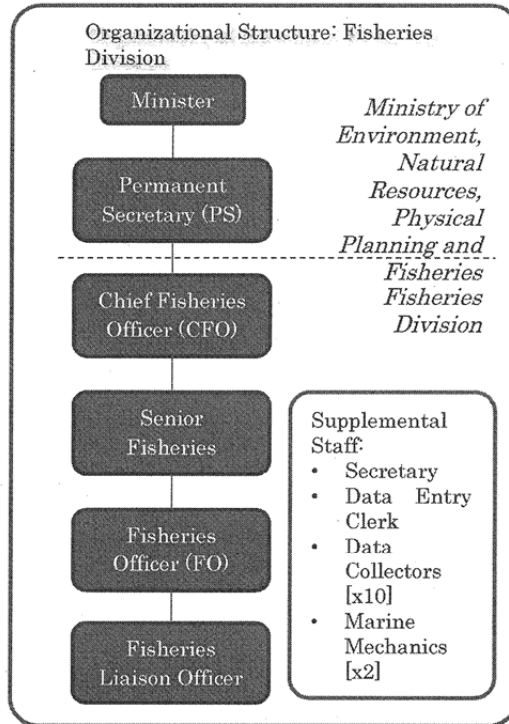 Organizational Structure: Fisheries
Division
Minister
Ministry of
Environment,
Natural
Resources,
Physical
Planning and
Fisheries
Fisheries
Division
Permanent
Secretary (PS)
Chief Fisheries
Officer (CFO)
Senior
Fisheries
Fisheries
Officer (FO)
Fisheries
Liaison Officer
Supplemental
Staff:
• Secretary
• Data Entry
Clerk
• Data
Collectors
[x10]
• Marine
Mechanics
[x2]